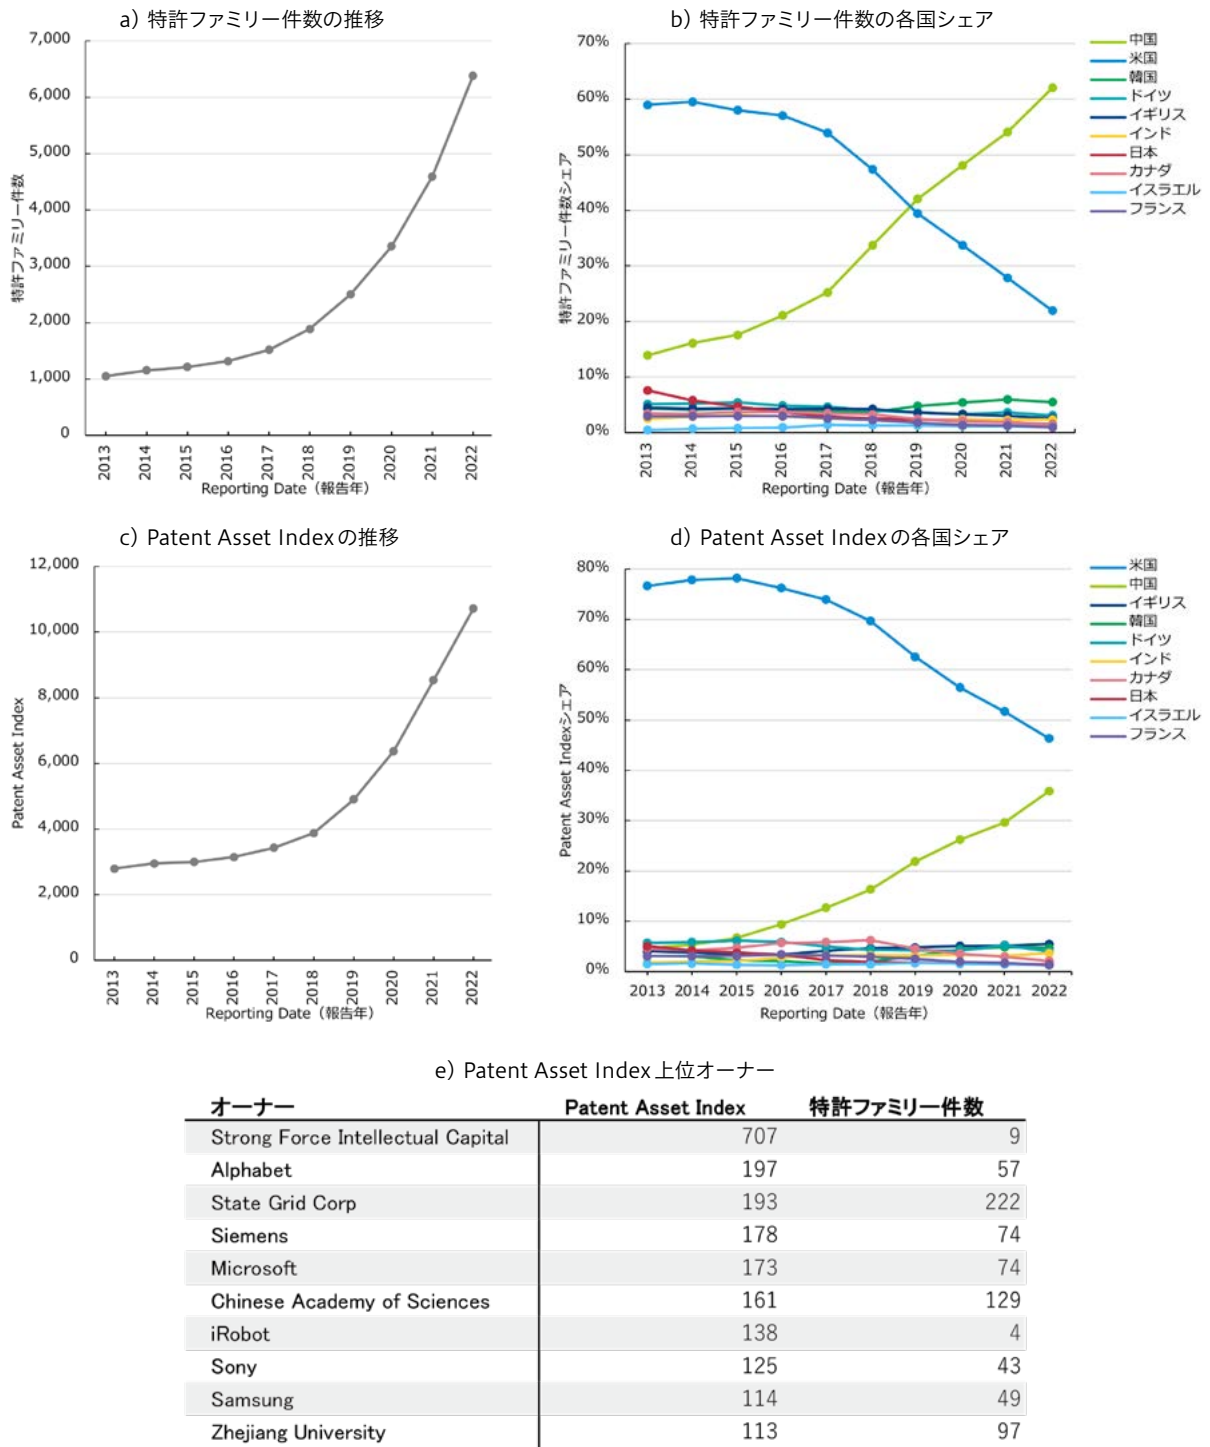 a）特許ファミリー件数の推移
7,000
6,000
5,000
4,000
3,000
2,000
1,000
0
特許ファミリー件数
2013
2014
2015
2016
2017
2018
2019
2020
2021
2022
Reporting Date（報告年）
b）特許ファミリー件数の各国シェア
70%
60%
50%
40%
30%
20%
10%
0%
特許ファミリー件数シェア
2013
2014
2015
2016
2017
2018
2019
2020
2021
2022
Reporting Date（報告年）
中国
米国
韓国
ドイツ
イギリス
インド
日本
カナダ
イスラエル
フランス
c）Patent Asset Indexの推移
12,000
10,000
8,000
6,000
4,000
2,000
0
Patent Asset Index
2013
2014
2015
2016
2017
2018
2019
2020
2021
2022
Reporting Date（報告年）
d）Patent Asset Indexの各国シェア
80%
70%
60%
50%
40%
30%
20%
10%
0%
Patent Asset Indexシェア
2013 2014 2015 2016 2017 2018 2019 2020 2021 2022
Reporting Date（報告年）
米国
中国
イギリス
韓国
ドイツ
インド
カナダ
日本
イスラエル
フランス
e）Patent Asset Index上位オーナー
オーナー Patent Asset Index 特許ファミリー件数
Strong Force Intellectual Capital 707 9
Alphabet 197 57
State Grid Corp 193 222
Siemens 178 74
Microsoft 173 74
Chinese Academy of Sciences 161 129
iRobot 138 4
Sony 125 43
Samsung 114 49
Zhejiang University 113 97